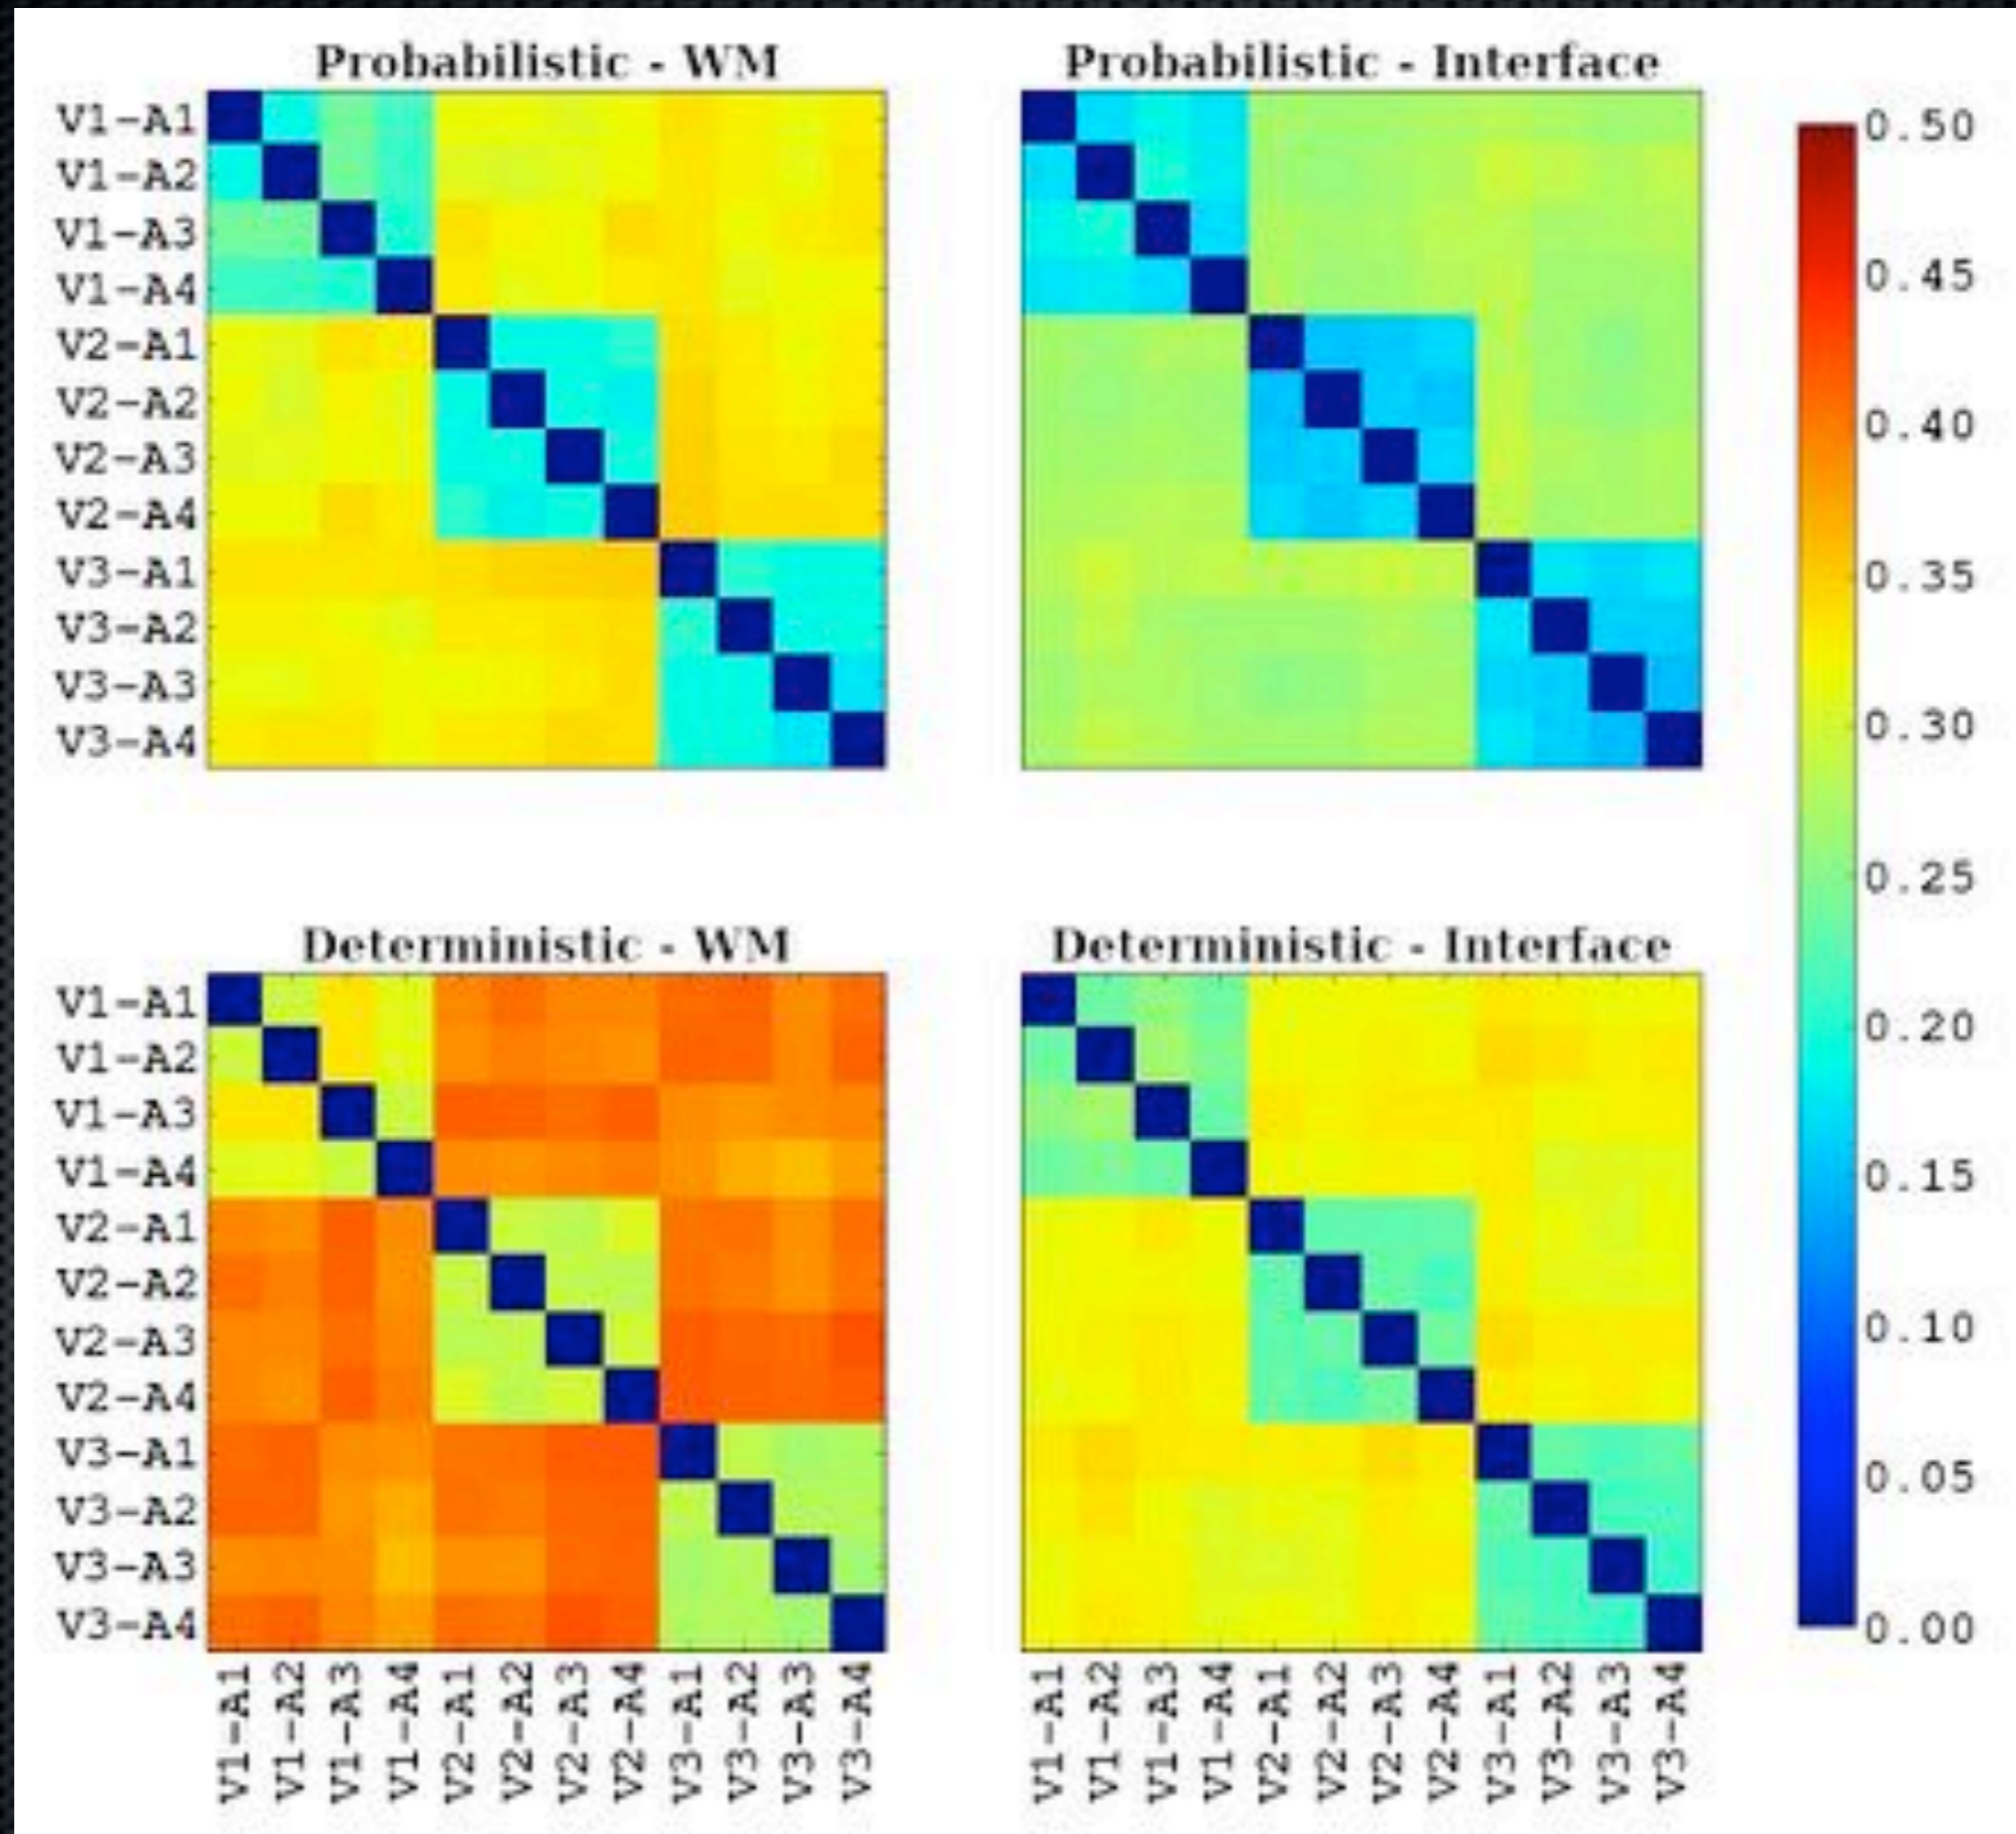 Probabilistic - WM
Probabilistic - Interface
V1-A1
V1-A2
V1-A3
V1-A4
V2-A1
V2-A2
V2-A3
V2-A4
V3-A1
V3-A2
V3-A3
V3-A4
0.50
0.45
0.40
0.35
0.30
0.25
0.20
0.15
0.10
0.05
0.00
Deterministic - WM
Deterministic - Interface
V1-A1
V1-A2
V1-A3
V1-A4
V2-A1
V2-A2
V2-A3
V2-A4
V3-A1
V3-A2
V3-A3
V3-A4
V1-A1
V1-A2
V1-A3
V1-A4
V2-A1
V2-A2
V2-A3
V2-A4
V3-A1
V3-A2
V3-A3
V3-A4
V1-A1
V1-A2
V1-A3
V1-A4
V2-A1
V2-A2
V2-A3
V2-A4
V3-A1
V3-A2
V3-A3
V3-A4